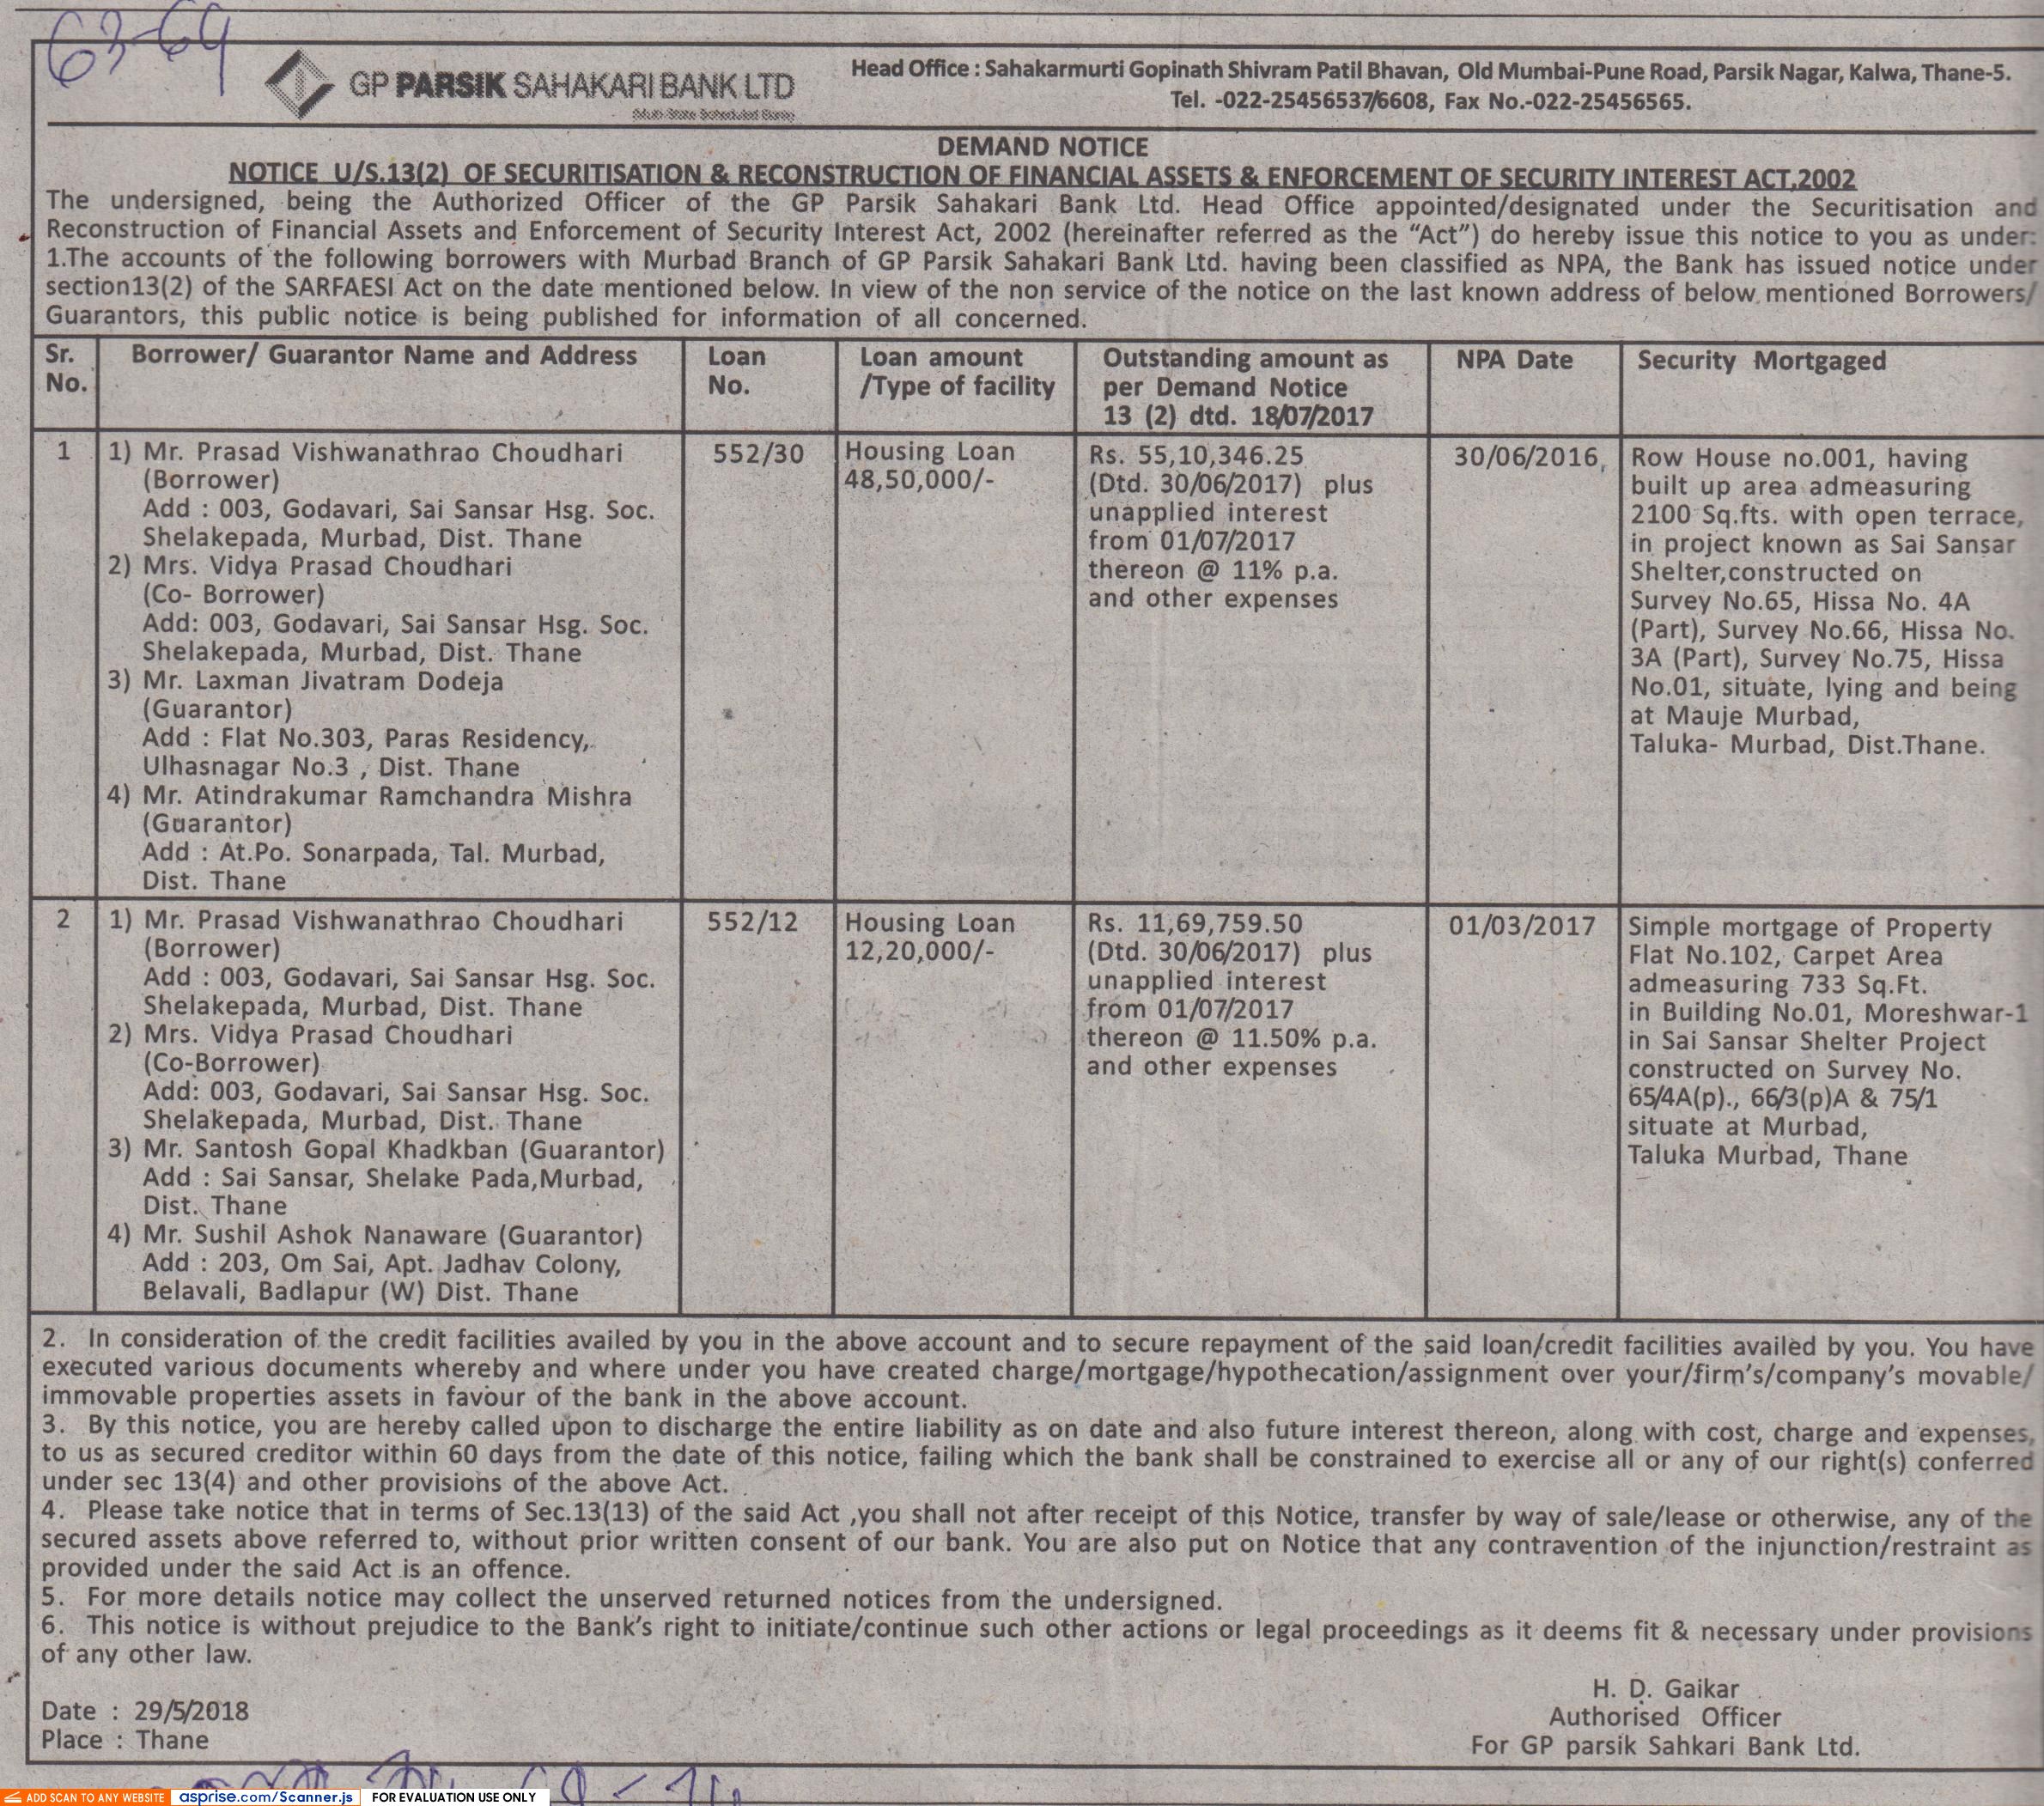 63-69
GP PARSIK SAHAKARI BANK LTD
Multi-State Scheduled Bank
Head Office : Sahakarmurti Gopinath Shivram Patil Bhavan, Old Mumbai-Pune Road, Parsik Nagar, Kalwa, Thane-5.
Tel. -022-25456537/6608, Fax No.-022-25456565.
DEMAND NOTICE
NOTICE U/S.13(2) OF SECURITISATION & RECONSTRUCTION OF FINANCIAL ASSETS & ENFORCEMENT OF SECURITY INTEREST ACT,2002
The undersigned, being the Authorized Officer of the GP Parsik Sahakari Bank Ltd. Head Office appointed/designated under the Securitisation and
Reconstruction of Financial Assets and Enforcement of Security Interest Act, 2002 (hereinafter referred as the “Act”) do hereby issue this notice to you as under:
1.The accounts of the following borrowers with Murbad Branch of GP Parsik Sahakari Bank Ltd. having been classified as NPA, the Bank has issued notice under
section13(2) of the SARFAESI Act on the date mentioned below. In view of the non service of the notice on the last known address of below mentioned Borrowers/
Guarantors, this public notice is being published for information of all concerned.
Sr.
No.
Borrower/ Guarantor Name and Address
Loan
No.
Loan amount
/Type of facility
Outstanding amount as
per Demand Notice
13 (2) dtd. 18/07/2017
NPA Date
Security Mortgaged
1
1) Mr. Prasad Vishwanathrao Choudhari
(Borrower)
Add : 003, Godavari, Sai Sansar Hsg. Soc.
Shelakepada, Murbad, Dist. Thane
2) Mrs. Vidya Prasad Choudhari
(Co- Borrower)
Add: 003, Godavari, Sai Sansar Hsg. Soc.
Shelakepada, Murbad, Dist. Thane
3) Mr. Laxman Jivatram Dodeja
(Guarantor)
Add : Flat No.303, Paras Residency,
Ulhasnagar No.3 , Dist. Thane
4) Mr. Atindrakumar Ramchandra Mishra
(Guarantor)
Add : At.Po. Sonarpada, Tal. Murbad,
Dist. Thane
552/30
Housing Loan
48,50,000/-
Rs. 55,10,346.25
(Dtd. 30/06/2017) plus
unapplied interest
from 01/07/2017
thereon @ 11% p.a.
and other expenses
30/06/2016,
Row House no.001, having
built up area admeasuring
2100 Sq.fts. with open terrace,
in project known as Sai Sansar
Shelter,constructed on
Survey No.65, Hissa No. 4A
(Part), Survey No.66, Hissa No.
3A (Part), Survey No.75, Hissa
No.01, situate, lying and being
at Mauje Murbad,
Taluka- Murbad, Dist.Thane.
2
1) Mr. Prasad Vishwanathrao Choudhari
(Borrower)
Add : 003, Godavari, Sai Sansar Hsg. Soc.
Shelakepada, Murbad, Dist. Thane
2) Mrs. Vidya Prasad Choudhari
(Co-Borrower)
Add: 003, Godavari, Sai Sansar Hsg. Soc.
Shelakepada, Murbad, Dist. Thane
3) Mr. Santosh Gopal Khadkban (Guarantor)
Add : Sai Sansar, Shelake Pada,Murbad,
Dist. Thane
4) Mr. Sushil Ashok Nanaware (Guarantor)
Add : 203, Om Sai, Apt. Jadhav Colony,
Belavali, Badlapur (W) Dist. Thane
552/12
Housing Loan
12,20,000/-
Rs. 11,69,759.50
(Dtd. 30/06/2017) plus
unapplied interest
from 01/07/2017
thereon @ 11.50% p.a.
and other expenses
01/03/2017
Simple mortgage of Property
Flat No.102, Carpet Area
admeasuring 733 Sq.Ft.
in Building No.01, Moreshwar-1
in Sai Sansar Shelter Project
constructed on Survey No.
65/4A(p)., 66/3(p)A & 75/1
situate at Murbad,
Taluka Murbad, Thane
2. In consideration of the credit facilities availed by you in the above account and to secure repayment of the said loan/credit facilities availed by you. You have
executed various documents whereby and where under you have created charge/mortgage/hypothecation/assignment over your/firm’s/company’s movable/
immovable properties assets in favour of the bank in the above account.
3. By this notice, you are hereby called upon to discharge the entire liability as on date and also future interest thereon, along with cost, charge and expenses,
to us as secured creditor within 60 days from the date of this notice, failing which the bank shall be constrained to exercise all or any of our right(s) conferred
under sec 13(4) and other provisions of the above Act.
4. Please take notice that in terms of Sec.13(13) of the said Act ,you shall not after receipt of this Notice, transfer by way of sale/lease or otherwise, any of the
secured assets above referred to, without prior written consent of our bank. You are also put on Notice that any contravention of the injunction/restraint as
provided under the said Act is an offence.
5. For more details notice may collect the unserved returned notices from the undersigned.
6. This notice is without prejudice to the Bank’s right to initiate/continue such other actions or legal proceedings as it deems fit & necessary under provisions
of any other law.
Date : 29/5/2018
Place : Thane
H. D. Gaikar
Authorised Officer
For GP parsik Sahkari Bank Ltd.
ADD SCAN TO ANY WEBSITE asprise.com/Scanner.js FOR EVALUATION USE ONLY